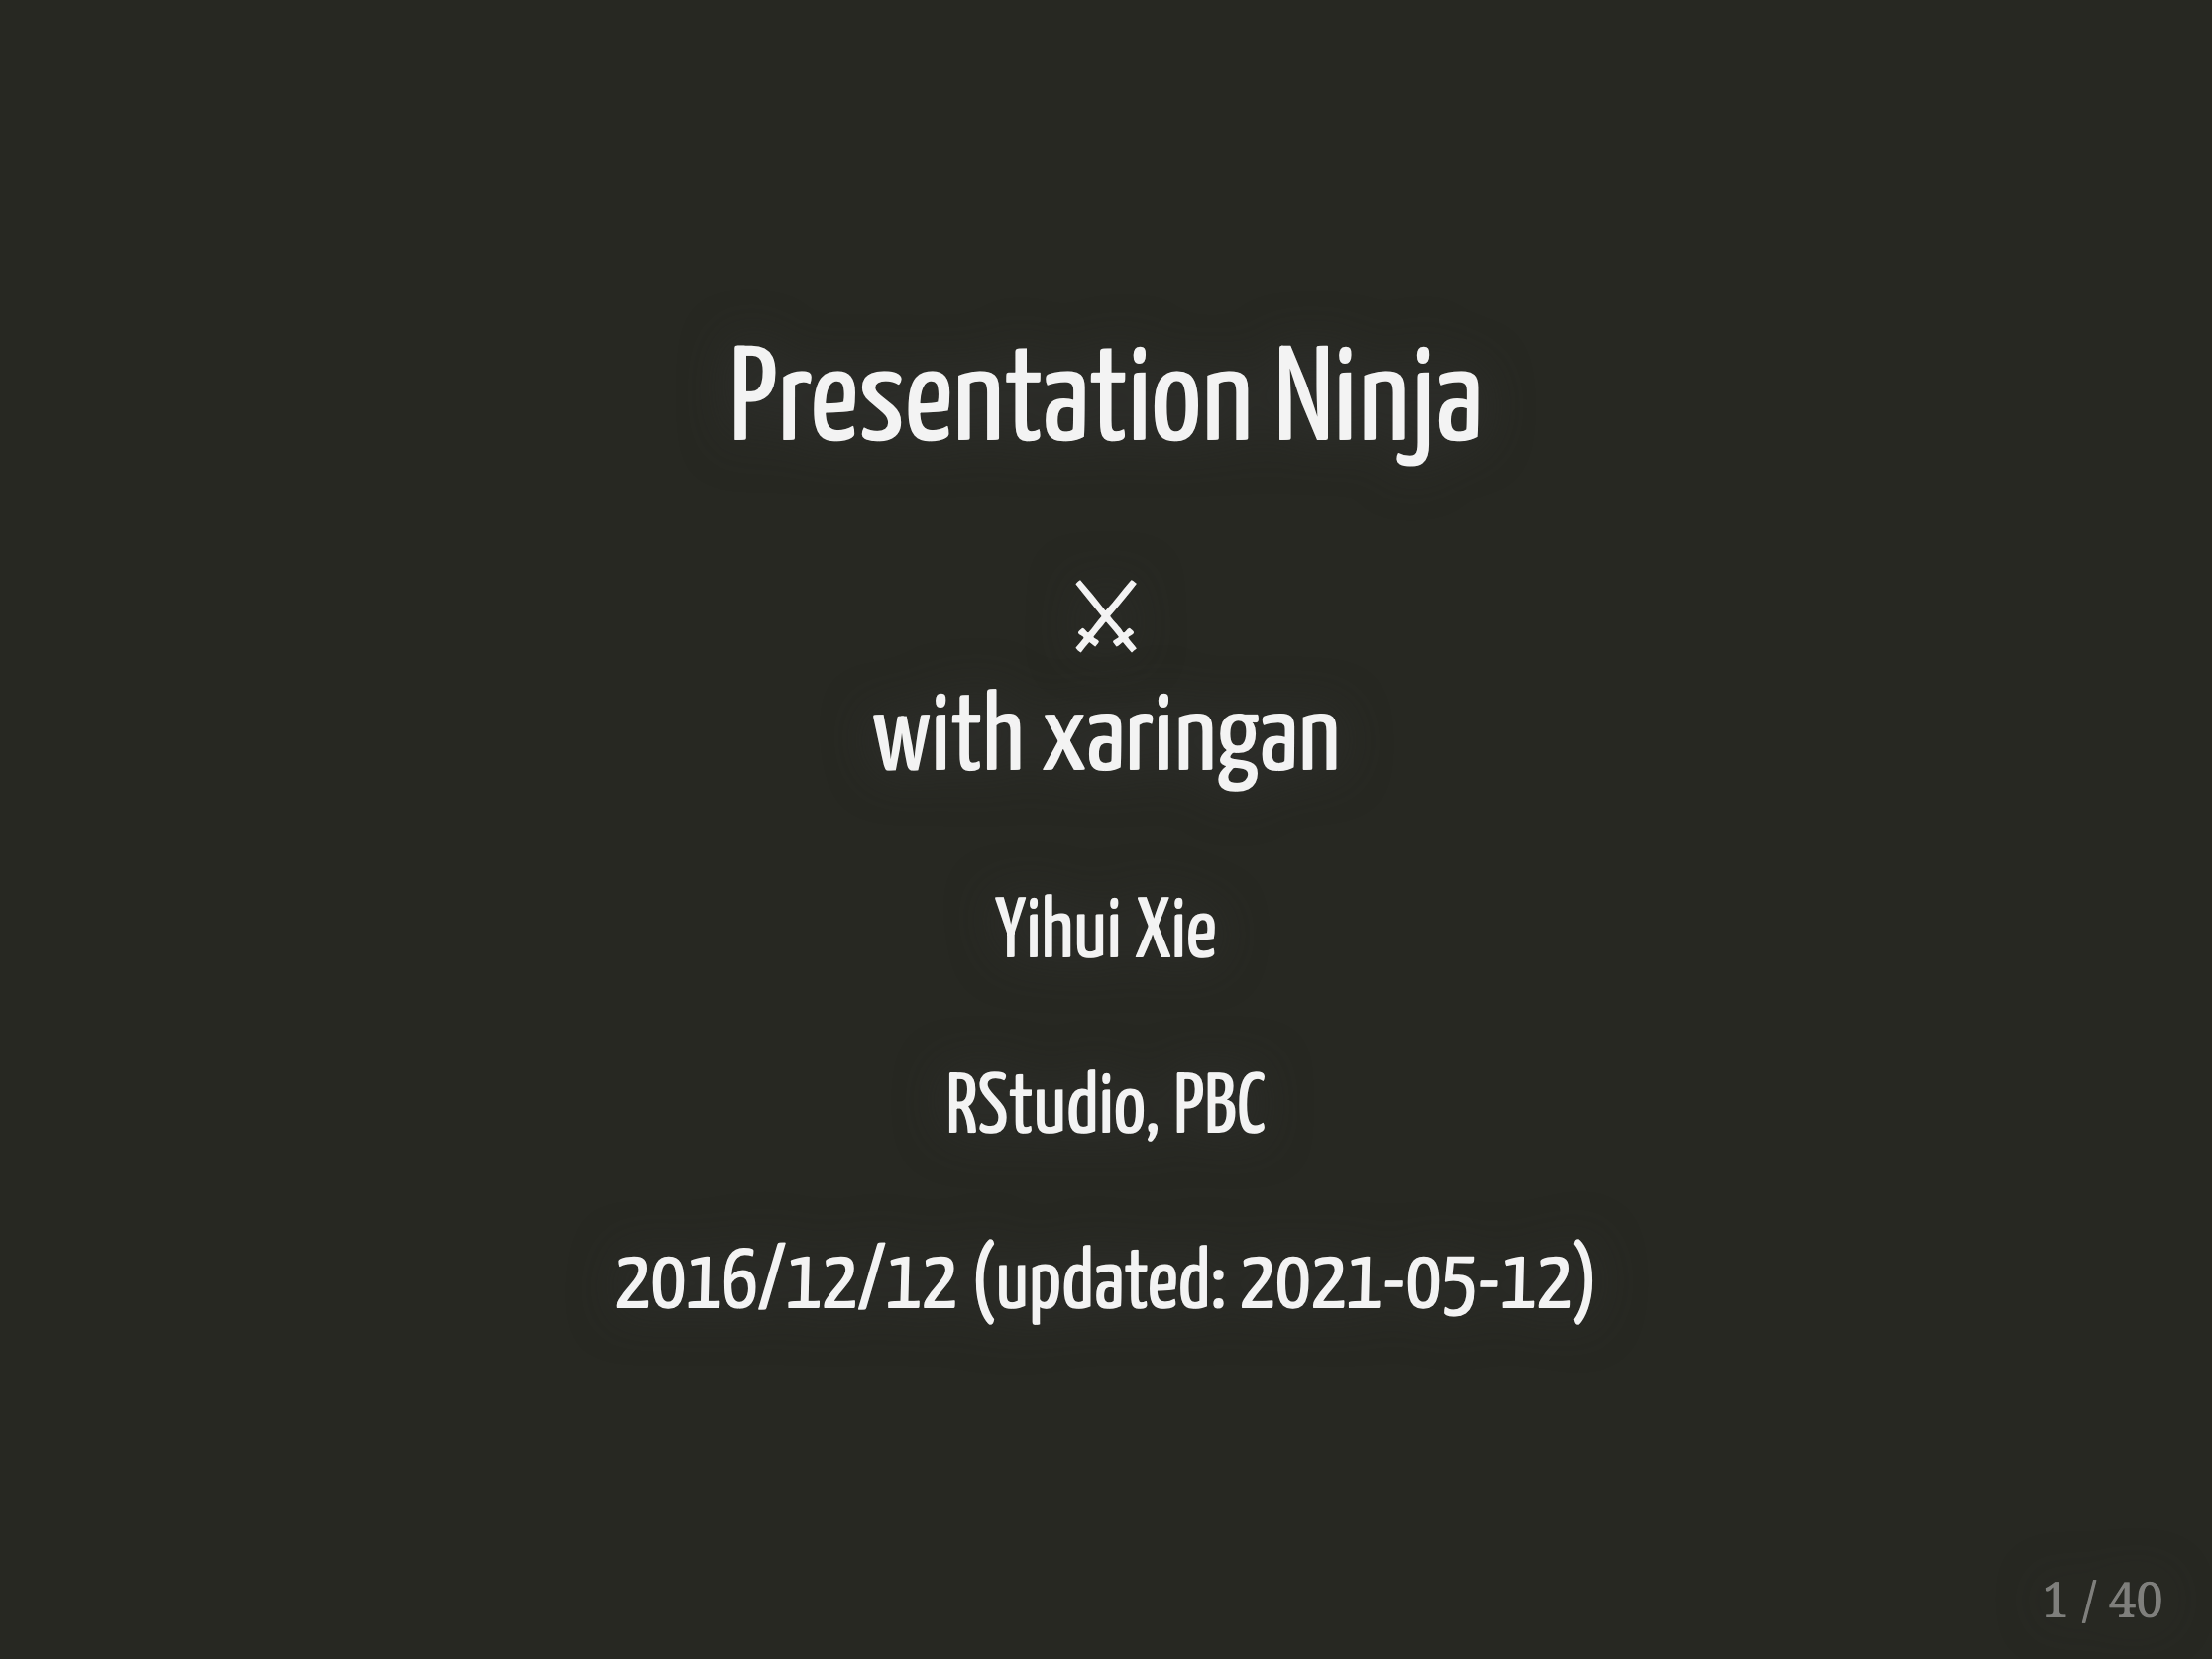 Presentation Ninja
⚔
with xaringan
Yihui Xie
RStudio, PBC
2016/12/12 (updated: 2021-05-12)
1 / 40